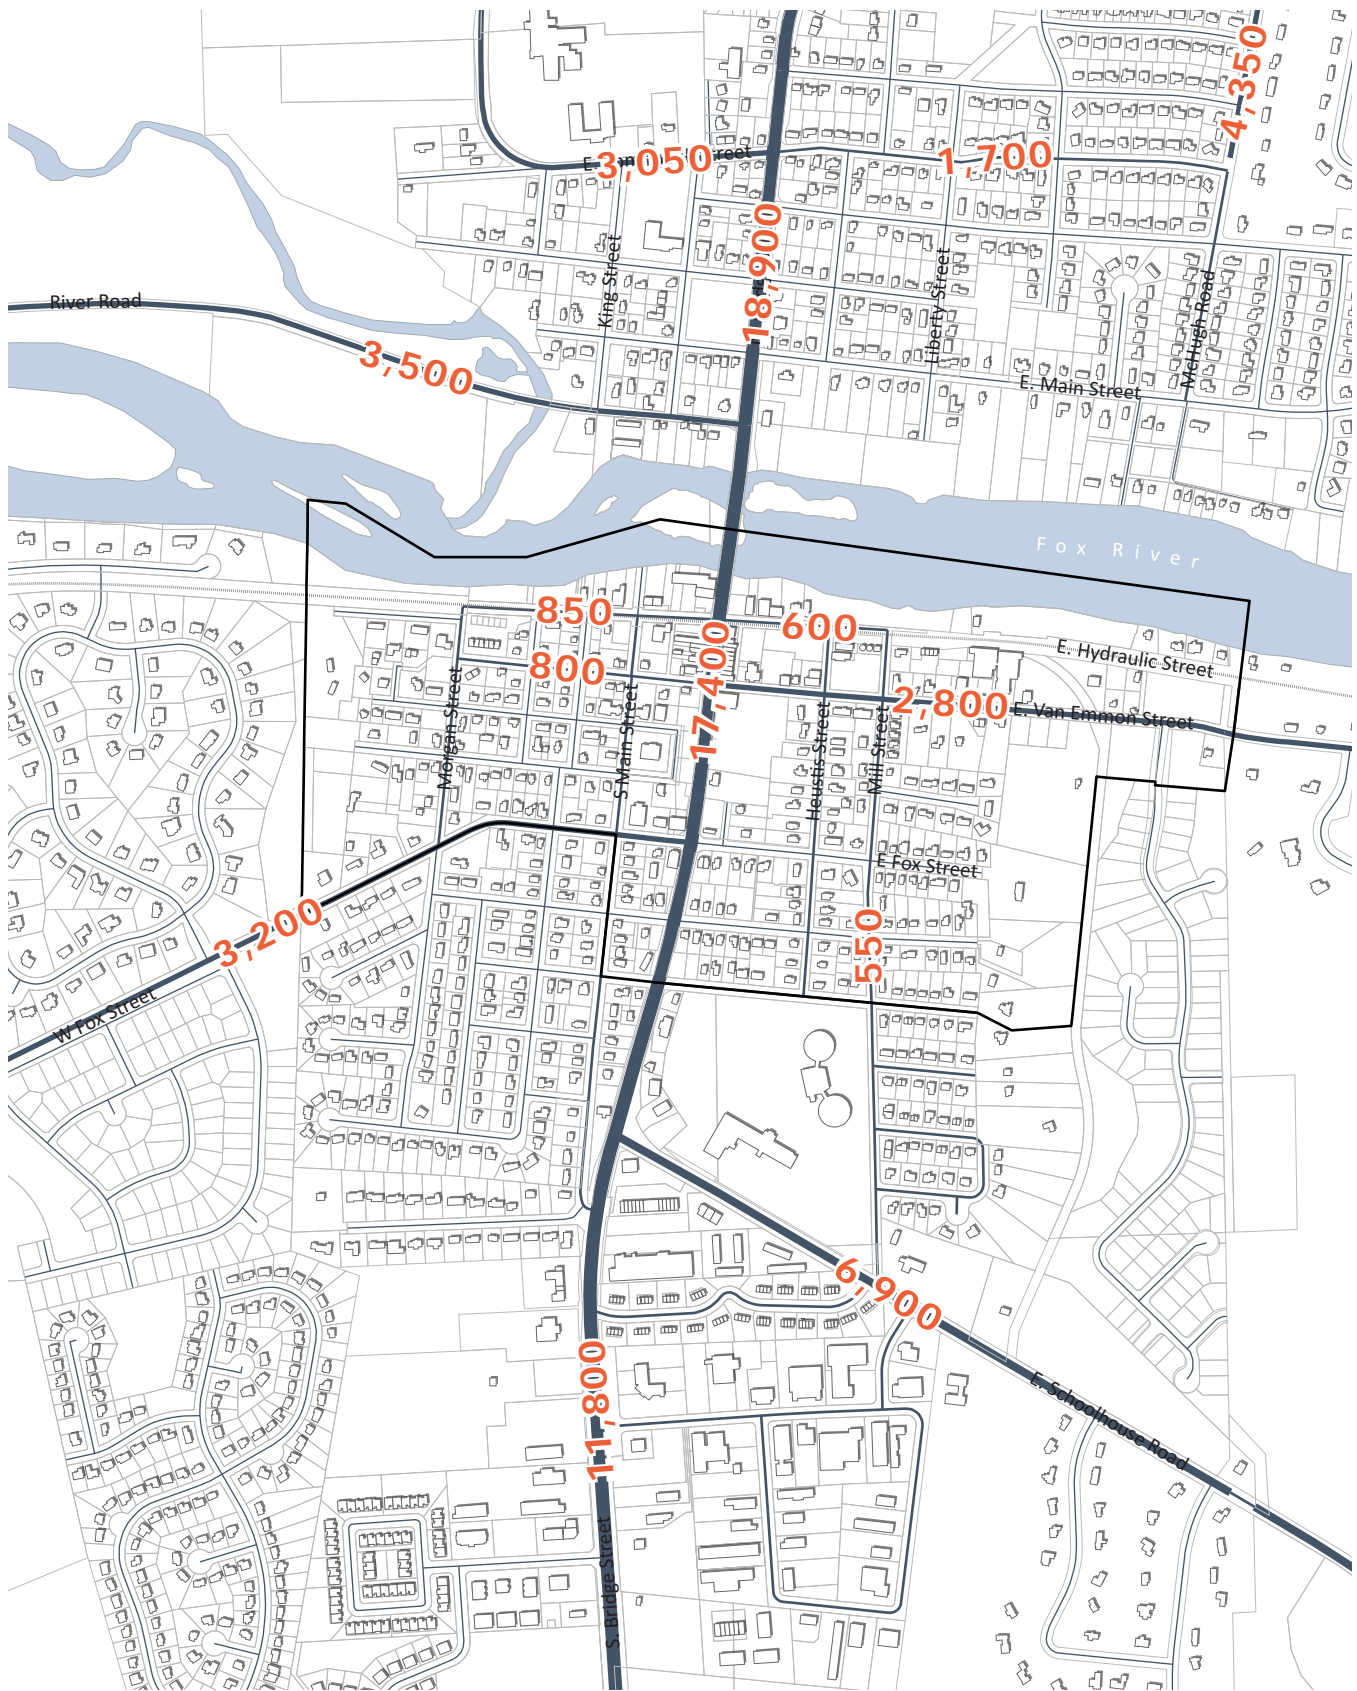 4,350
3,050
Street
1,700
18,900
King Street
Liberty Street
McHugh Road
River Road
3,500
E. Main Street
Fox River
850
600
E. Hydraulic Street
800
17,400
2,800
E. Van Emmon Street
Morgan Street
S Main Street
Heustis Street
Mill Street
E Fox Street
3,200
550
W Fox Street
6,900
11,800
E. Schoolhouse Road
S. Bridge Street